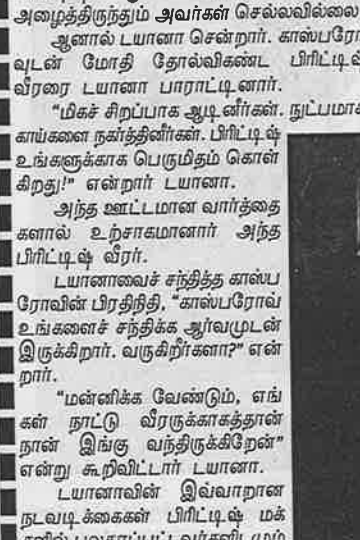 அழைத்திருந்தும் அவர்கள் செல்லவில்லை
ஆனால் டயானா சென்றார். காஸ்பரோ
வுடன் மோதி தோல்விகண்ட பிரிட்டிஷ்
வீரரை டயானா பாராட்டினார்.
“மிகச் சிறப்பாக ஆடினீர்கள். நுட்பமாக
காய்களை நகர்த்தினீர்கள். பிரிட்டிஷ்
உங்களுக்காக பெருமிதம் கொள்
கிறது!” என்றார் டயானா.
அந்த ஊட்டமான வார்த்தை
களால் உற்சாகமானார் அந்த
பிரிட்டிஷ் வீரர்.
டயானாவைச் சந்தித்த காஸ்ப
ரோவின் பிரதிநிதி, “காஸ்பரோவ்
உங்களைச் சந்திக்க ஆர்வமுடன்
இருக்கிறார். வருகிறீர்களா?” என்
றார்.
“மன்னிக்க வேண்டும், எங்
கள் நாட்டு வீரருக்காகத்தான்
நான் இங்கு வந்திருக்கிறேன்”
என்று கூறிவிட்டார் டயானா.
டயானாவின் இவ்வாறான
நடவடிக்கைகள் பிரிட்டிஷ் மக்